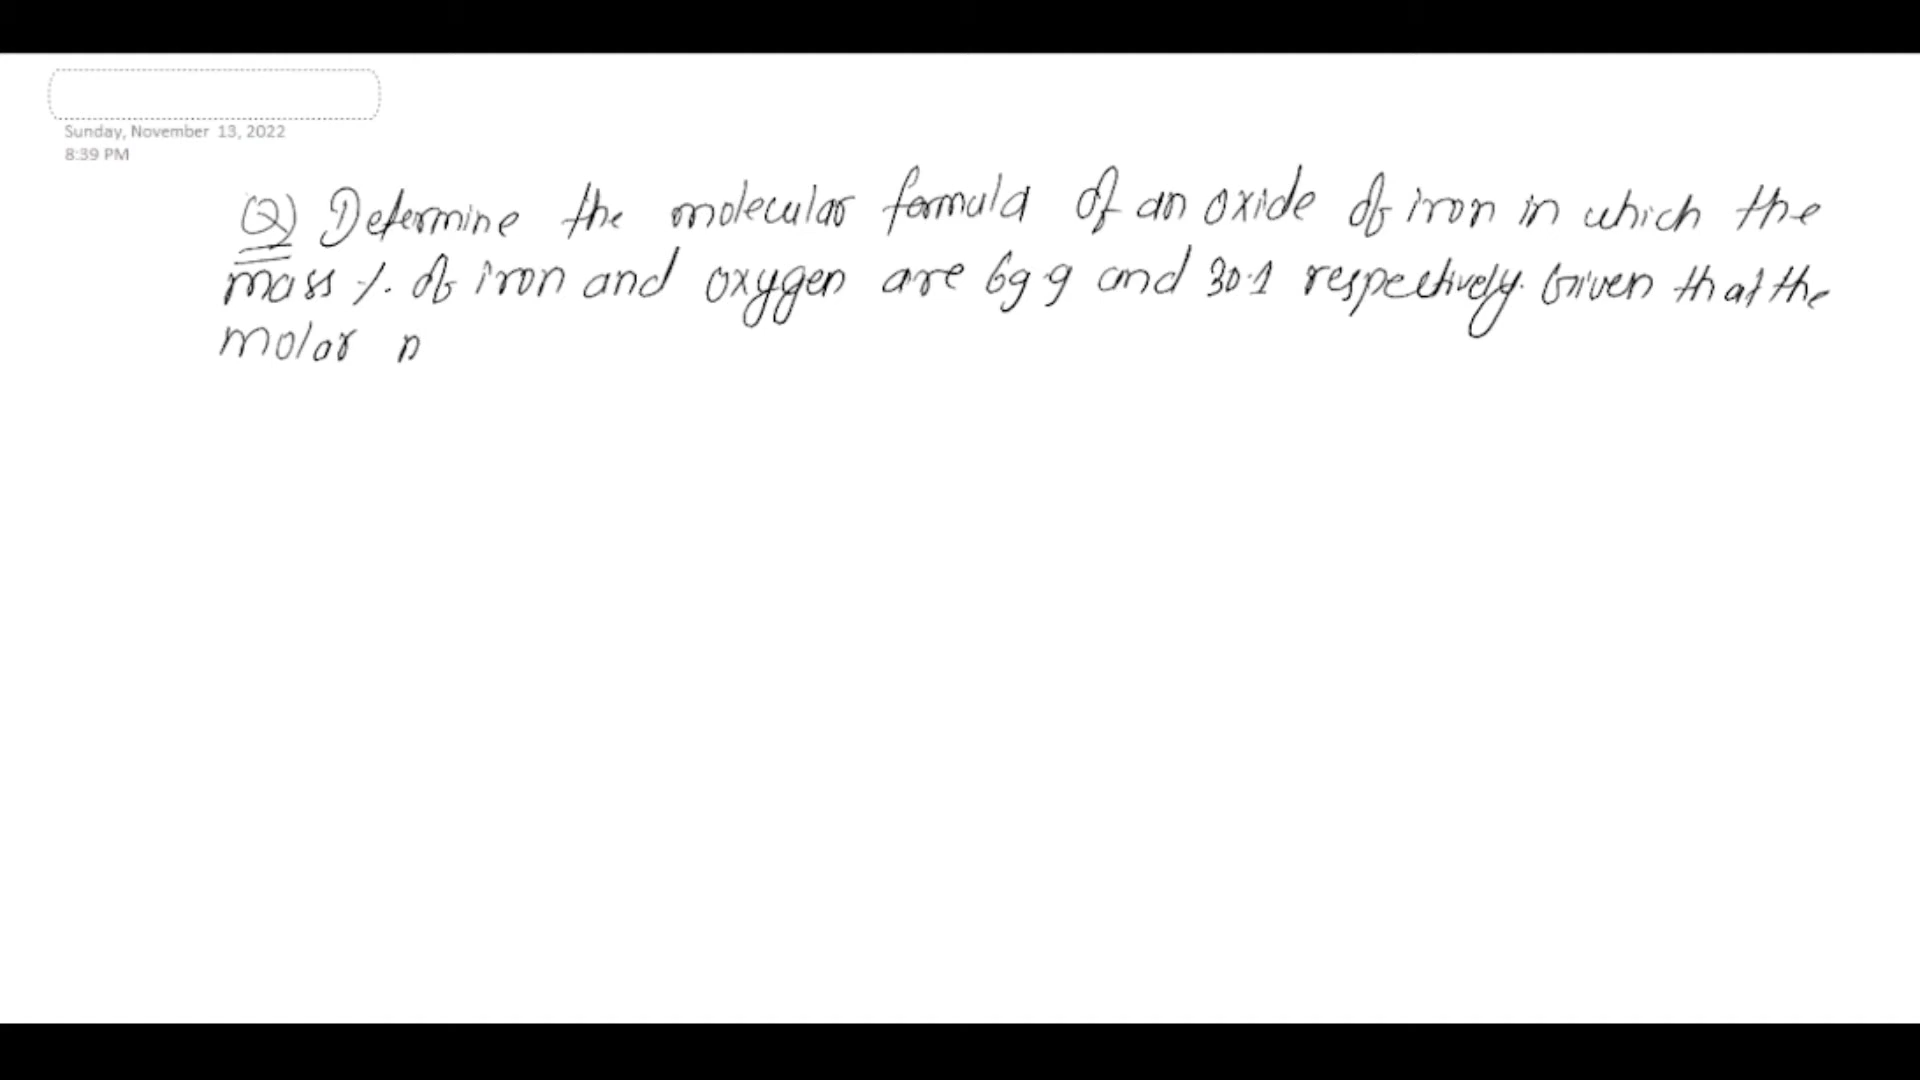 Sunday, November 13, 2022
8:39 PM
Q) Determine the molecular formula of an oxide of iron in which the
mass %. of iron and oxygen are 69.9 and 30.1 respectively. Given that the
molar n